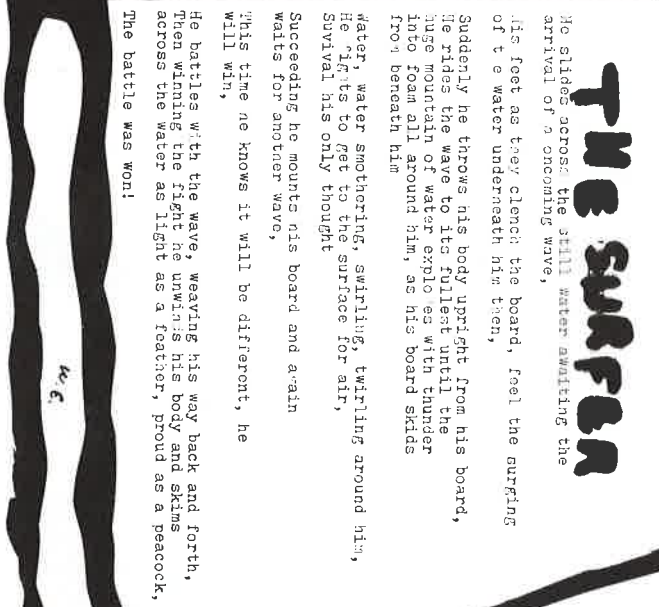 THE SURFER
He slides across the still water awaiting the
arrival of a oncoming wave,
His feet as they clench the board, feel the surging
of t e water underneath him then,
Suddenly he throws his body upright from his board,
He rides the wave to its fullest until the
huge mountain of water explo es with thunder
into foam all around him, as his board skids
from beneath him
Water, water smothering, swirling, twirling around him,
He fights to get to the surface for air,
Suvival his only thought
Succeeding he mounts his board and again
waits for another wave,
This time he knows it will be different, he
will win,
He battles with the wave, weaving his way back and forth,
Then winning the fight he unwinds his body and skims
across the water as light as a feather, proud as a peacock,
The battle was won!
W.E.